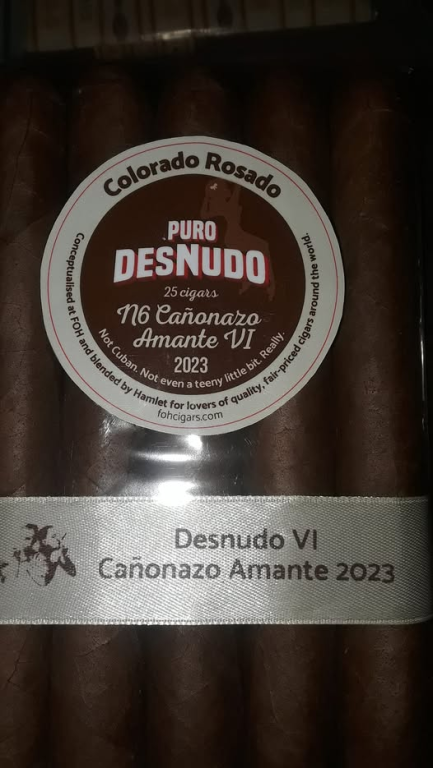 Colorado Rosado
PURO
DESNUDO
25 cigars
N6 Cañonazo
Amante VI
2023
Not Cuban. Not even a teeny little bit. Really.
Conceptualised at FOH and blended by Hamlet for lovers of quality, fair-priced cigars around the world.
fohcigars.com
Desnudo VI
Cañonazo Amante 2023